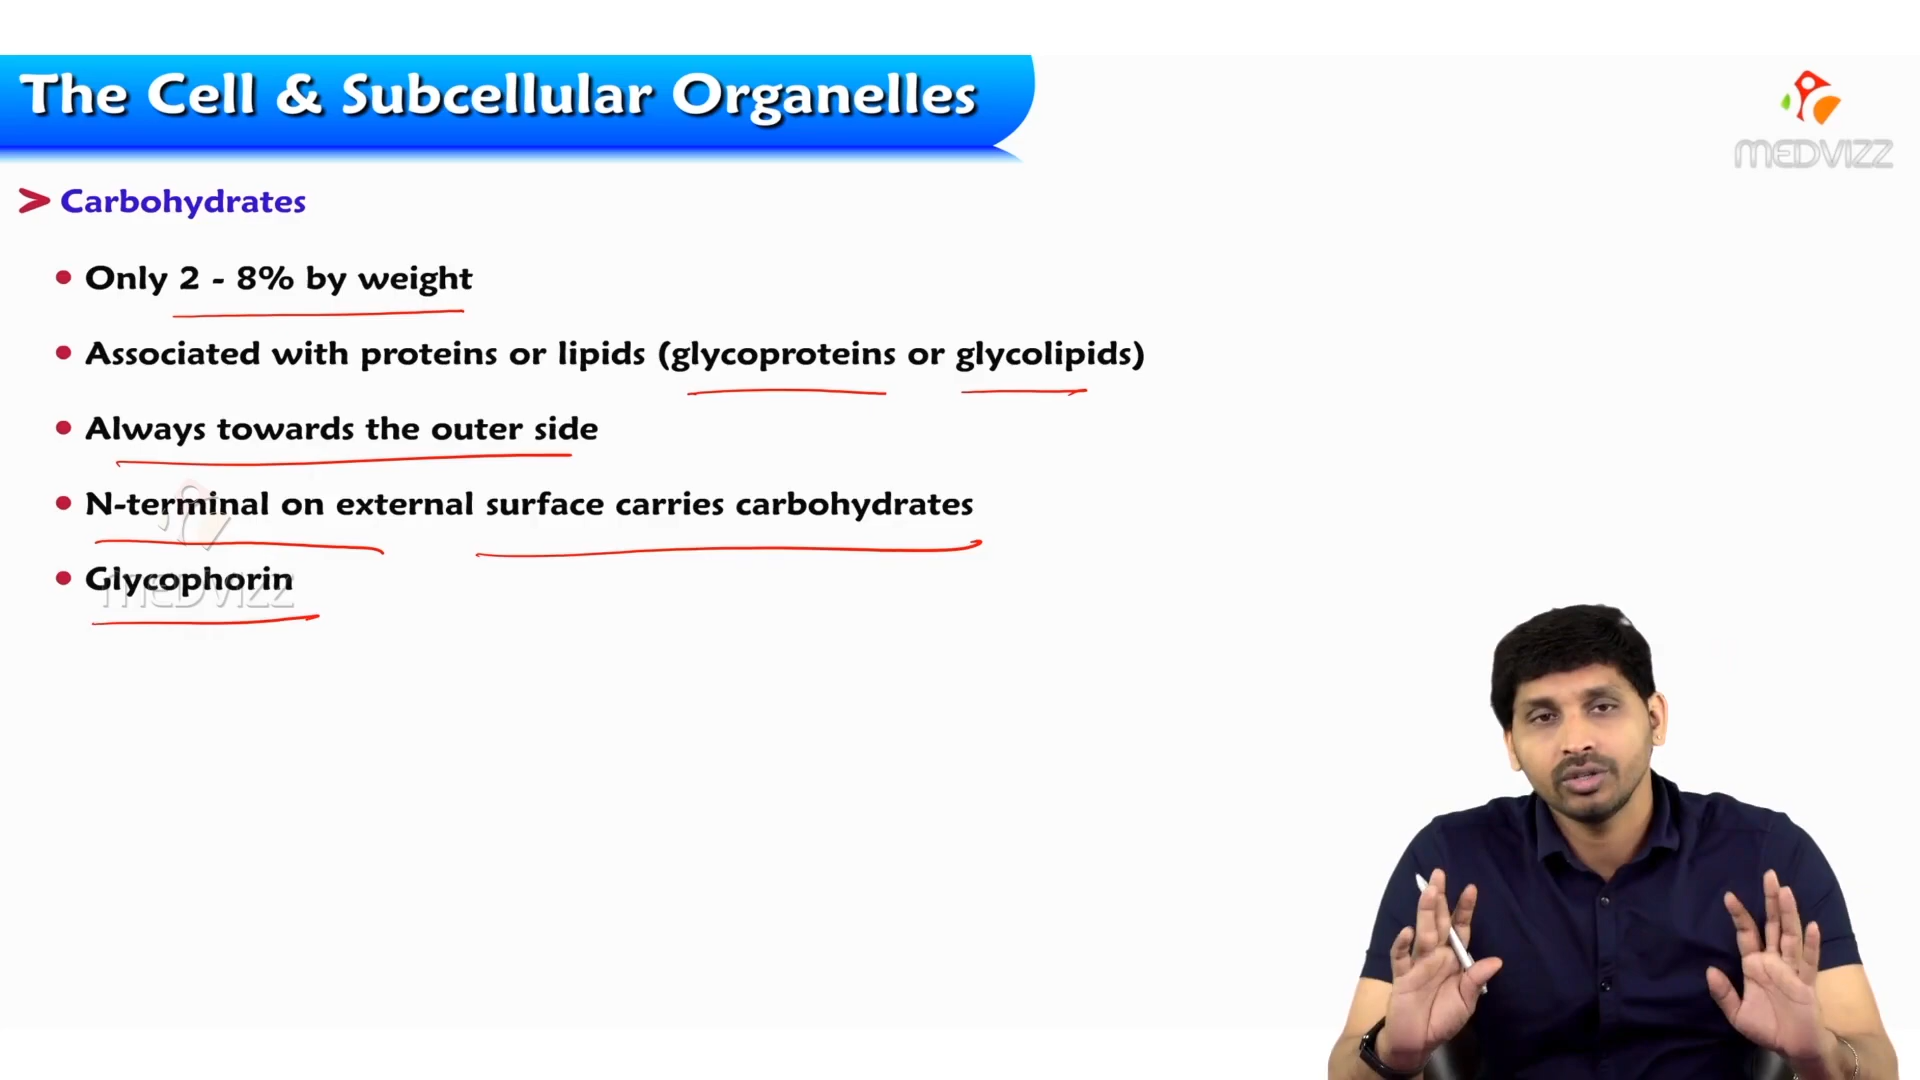 The Cell & Subcellular Organelles
MEDVIZZ
> Carbohydrates
• Only 2 - 8% by weight
• Associated with proteins or lipids (glycoproteins or glycolipids)
• Always towards the outer side
• N-terminal on external surface carries carbohydrates
• Glycophorin
MEDVIZZ